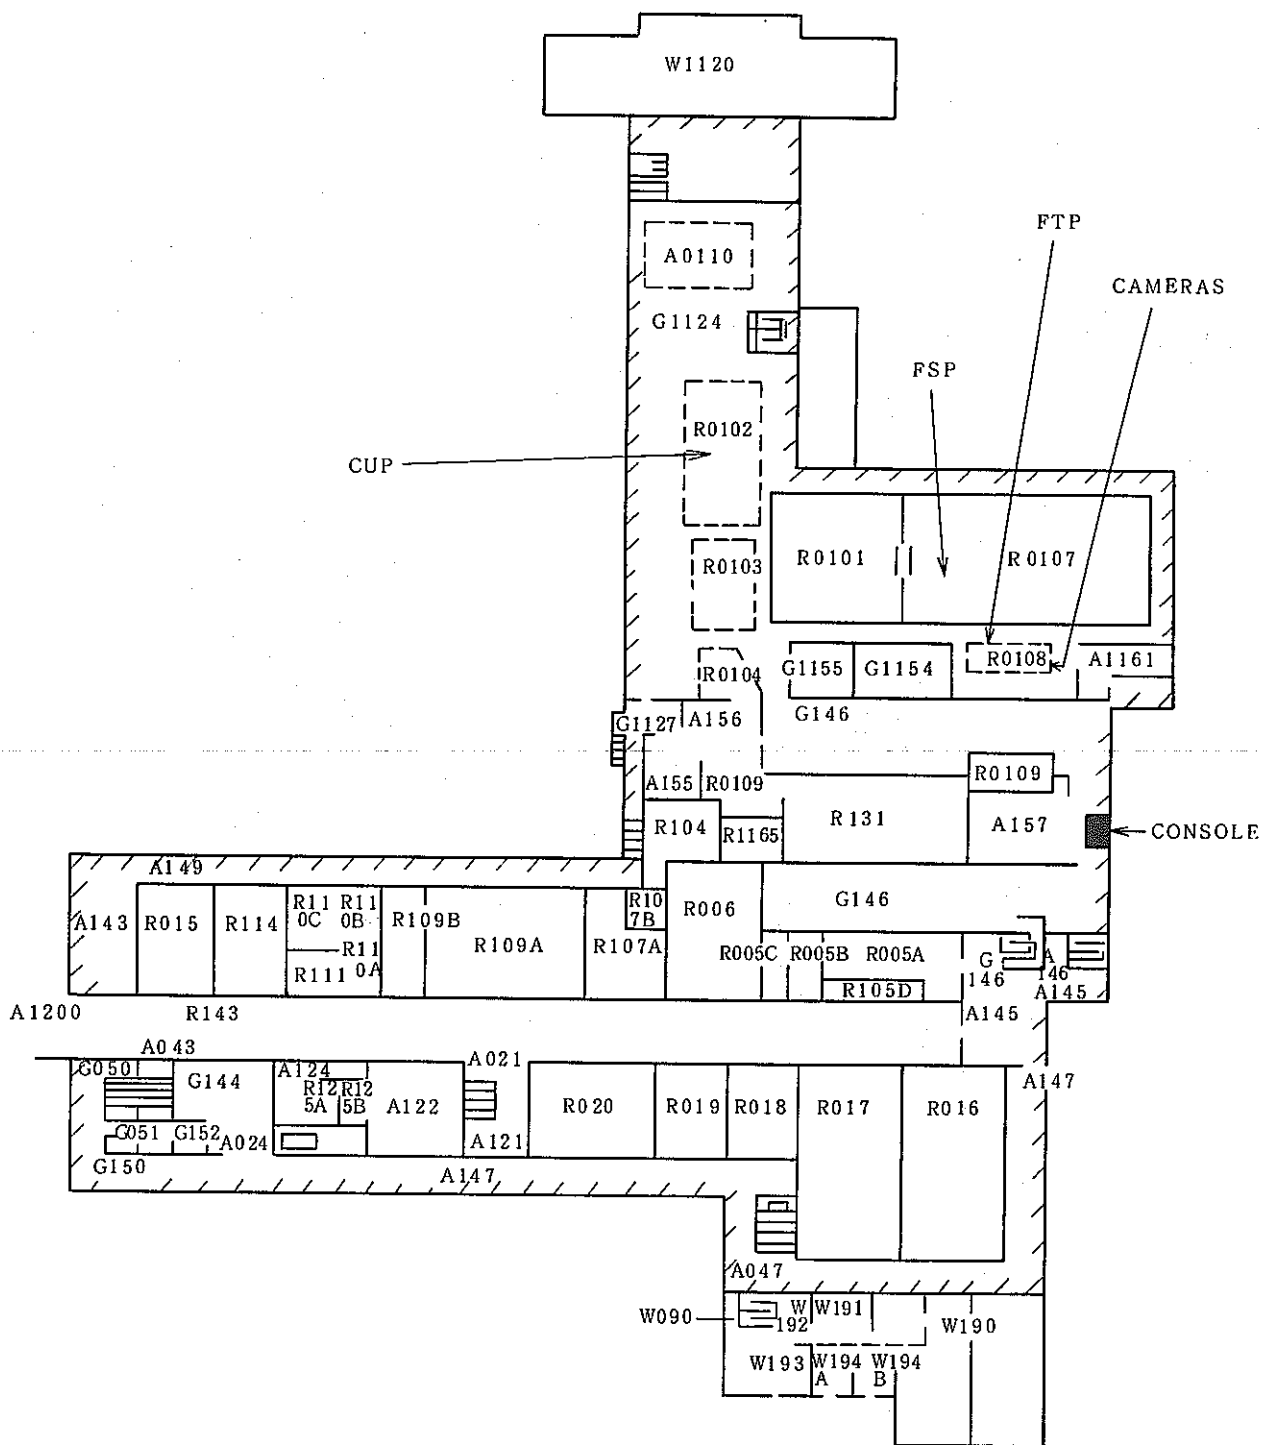 W1120
FTP
A0110
CAMERAS
G1124
FSP
R0102
CUP
R0101
R0107
R0103
R0104
G1155
G1154
R0108
A1161
G1127
A156
G146
A155
R0109
R0109
R104
R1165
R131
A157
CONSOLE
A149
A143
R015
R114
R11
0C
R11
0B
R11
0A
R111
R109B
R109A
R107A
R10
7B
R006
G146
R005C
R005B
R005A
R105D
G
146
A
146
A145
A145
A1200
R143
A043
G050
G144
A124
R12
5A
R12
5B
A122
A021
A121
R020
R019
R018
R017
R016
A147
G051
G152
A024
G150
A147
A047
W090
W
192
W191
W190
W193
W194
A
W194
B